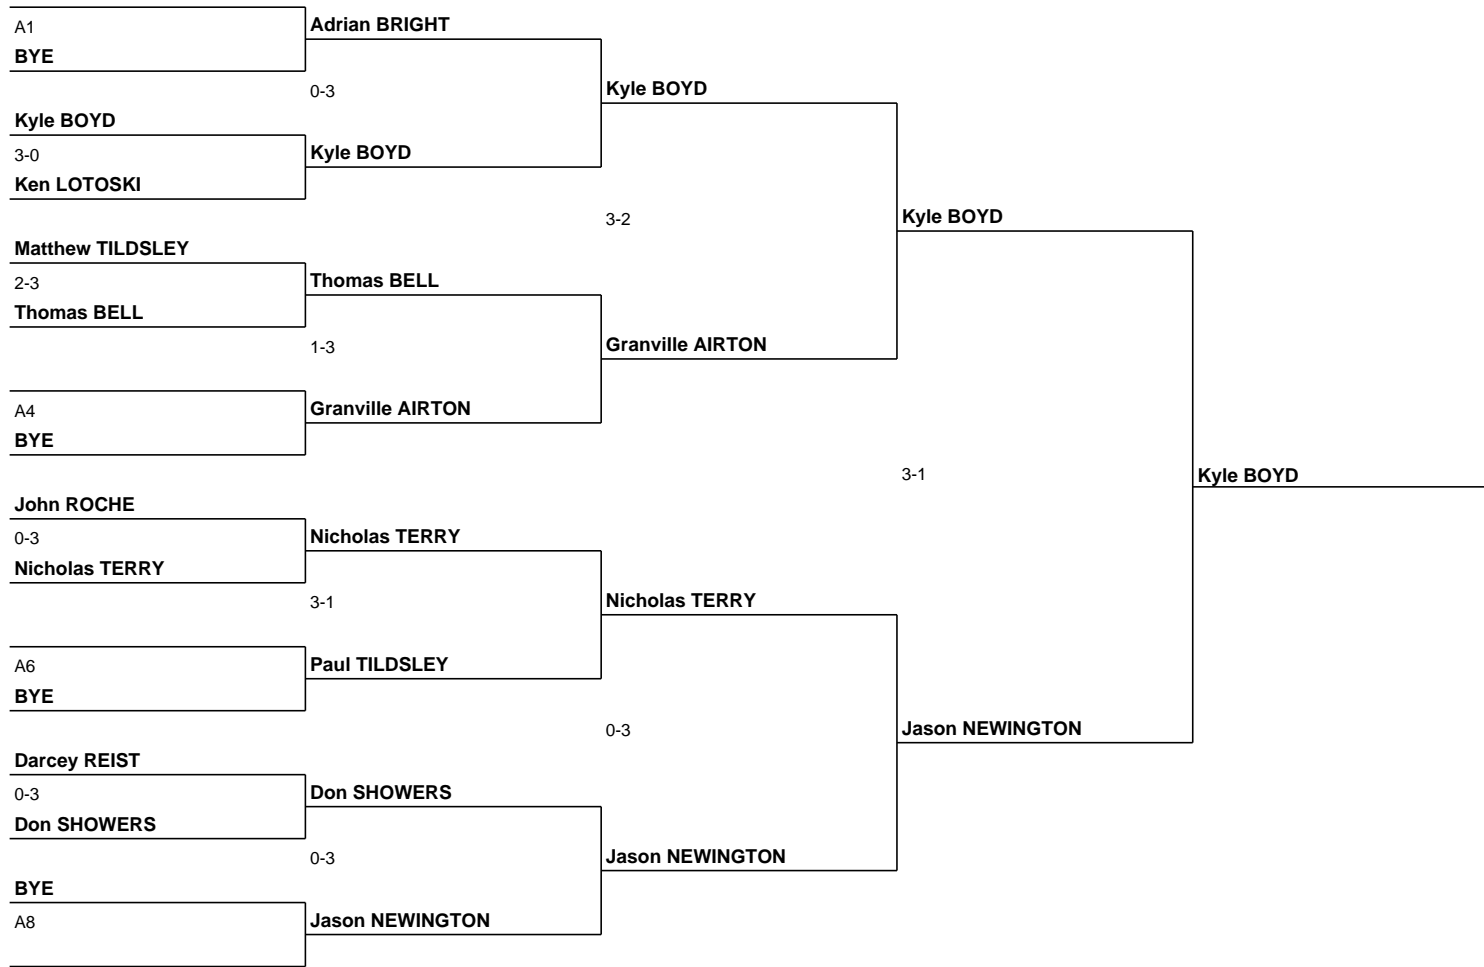 A1
BYE
Adrian BRIGHT
0-3
Kyle BOYD
3-0
Ken LOTOSKI
Kyle BOYD
Kyle BOYD
3-2
Matthew TILDSLEY
2-3
Thomas BELL
Thomas BELL
1-3
A4
BYE
Granville AIRTON
Granville AIRTON
Kyle BOYD
3-1
Kyle BOYD
John ROCHE
0-3
Nicholas TERRY
Nicholas TERRY
3-1
A6
BYE
Paul TILDSLEY
Nicholas TERRY
0-3
Darcey REIST
0-3
Don SHOWERS
Don SHOWERS
0-3
BYE
A8
Jason NEWINGTON
Jason NEWINGTON
Jason NEWINGTON